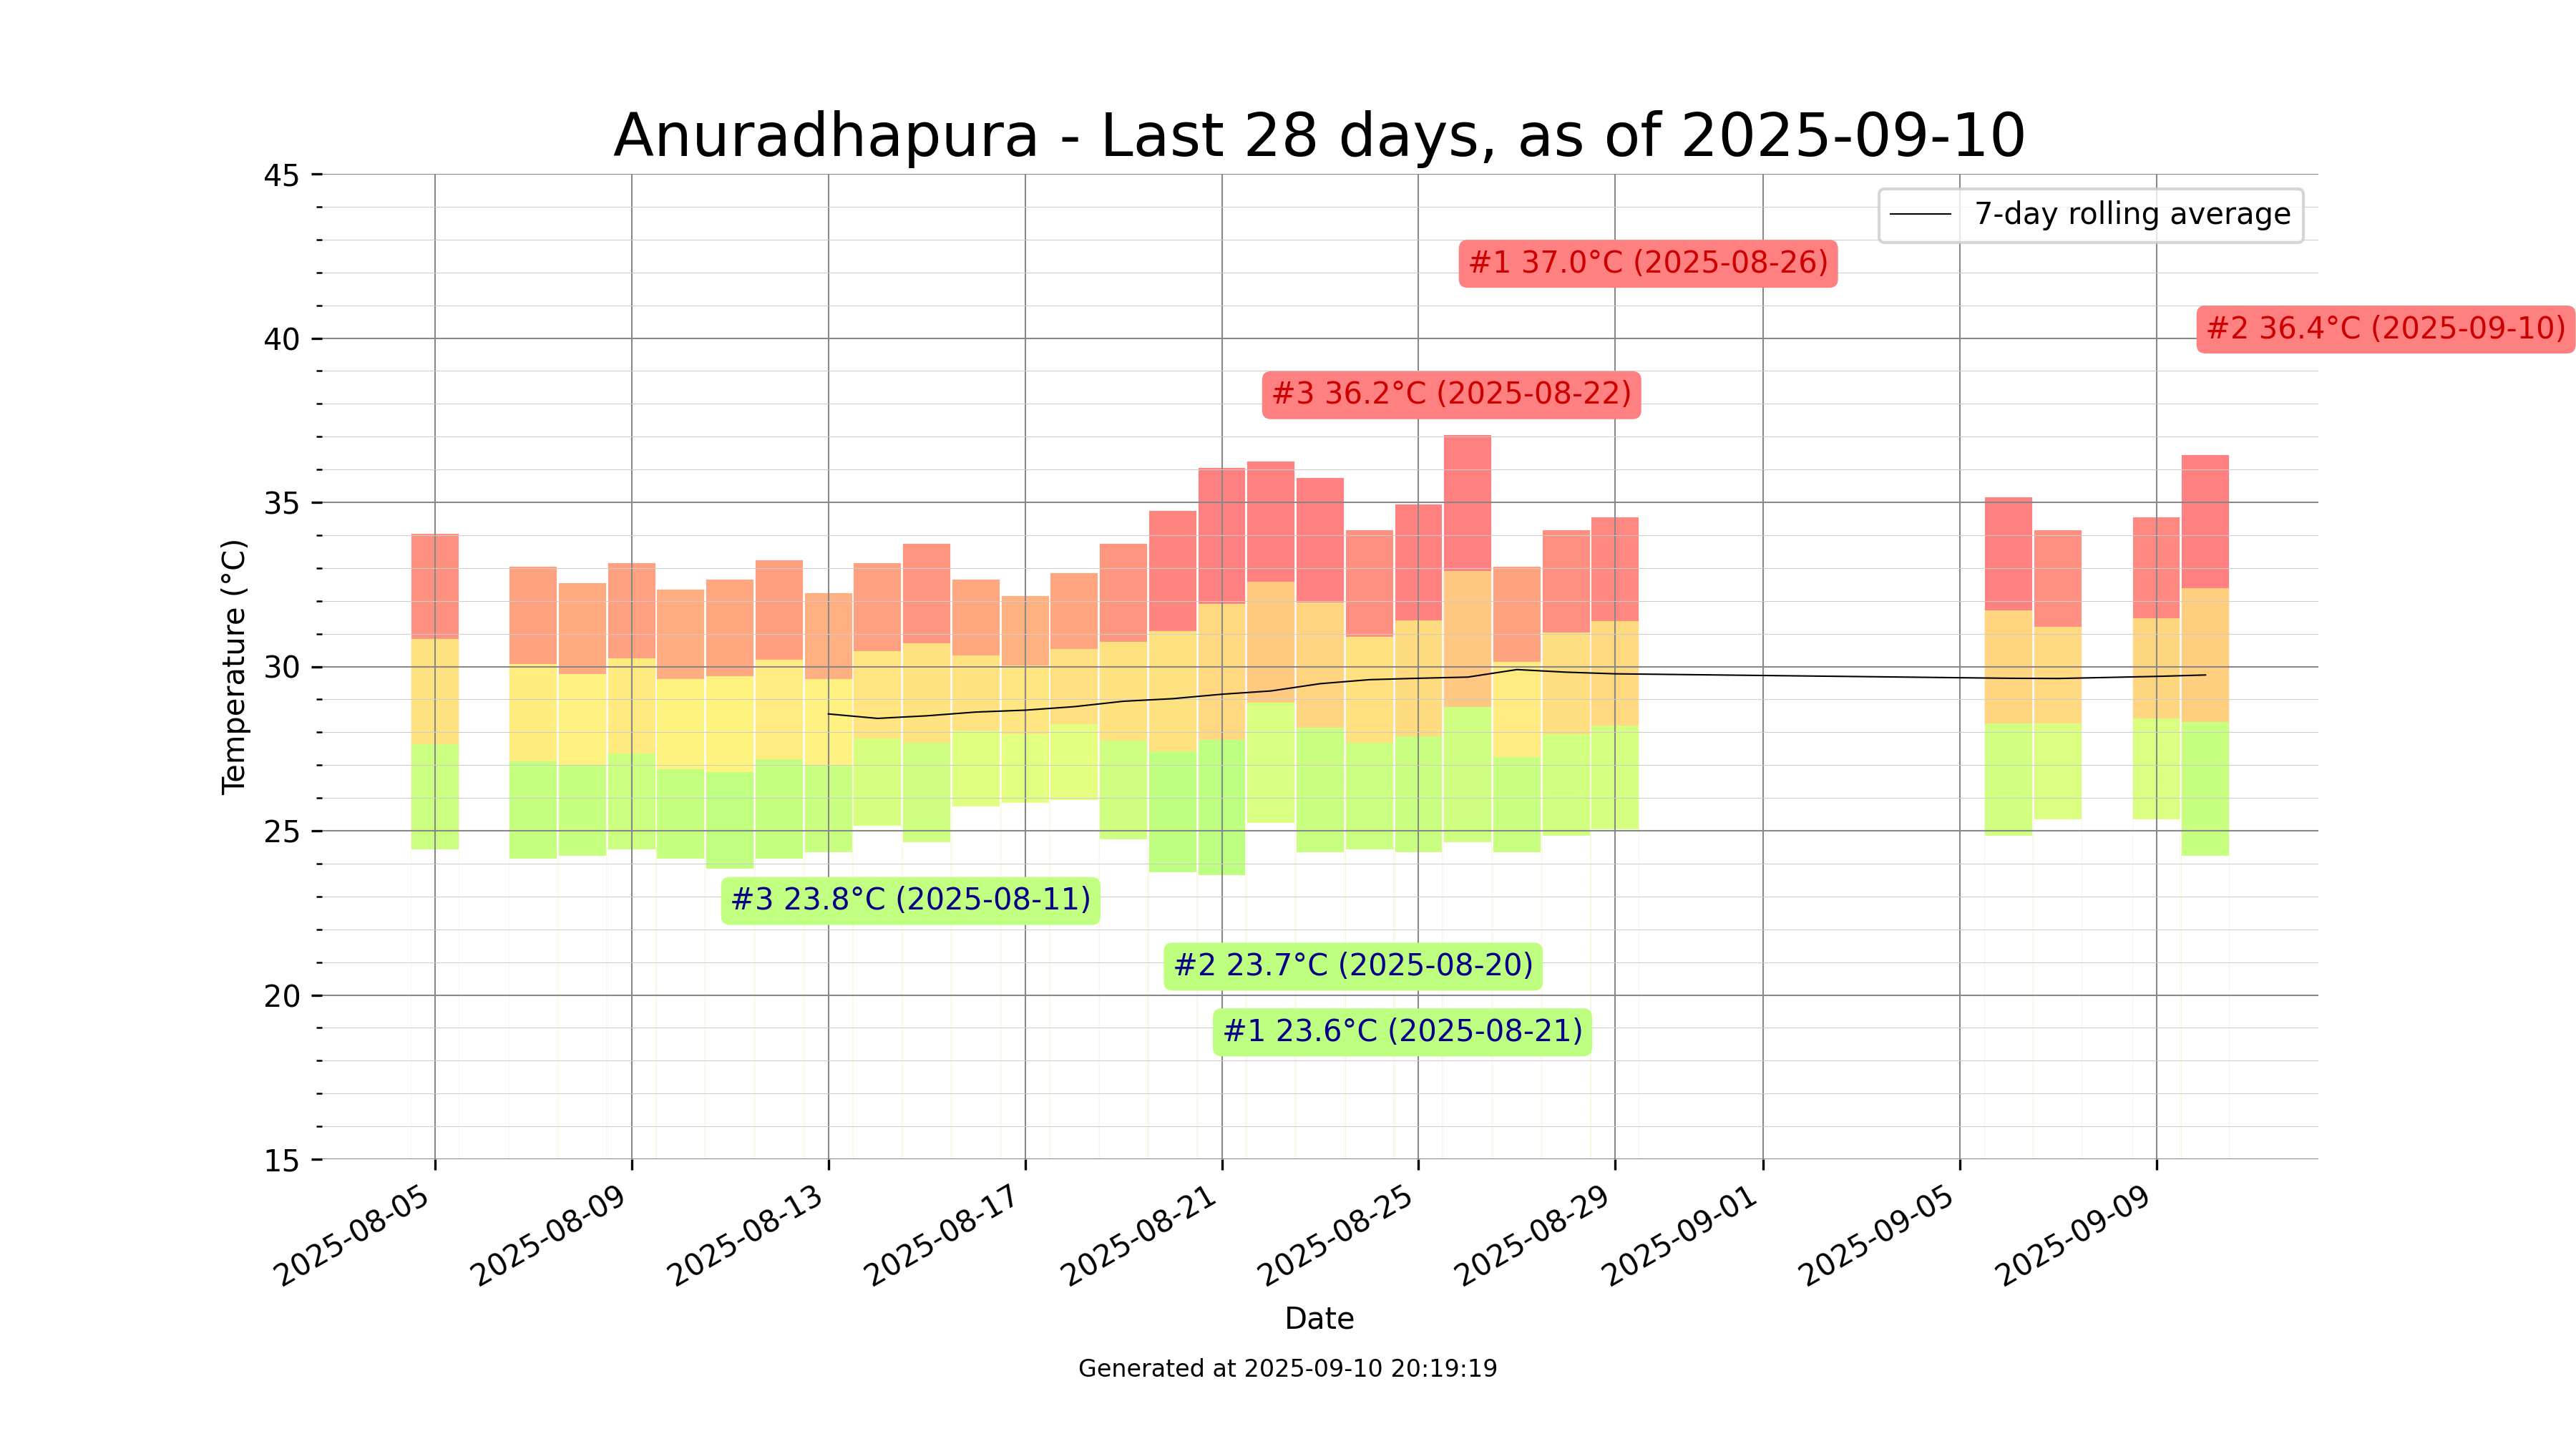 Anuradhapura - Last 28 days, as of 2025-09-10
7-day rolling average
#1 37.0°C (2025-08-26)
#2 36.4°C (2025-09-10)
#3 36.2°C (2025-08-22)
#3 23.8°C (2025-08-11)
#2 23.7°C (2025-08-20)
#1 23.6°C (2025-08-21)
Temperature (°C)
45
40
35
30
25
20
15
2025-08-05
2025-08-09
2025-08-13
2025-08-17
2025-08-21
2025-08-25
2025-08-29
2025-09-01
2025-09-05
2025-09-09
Date
Generated at 2025-09-10 20:19:19